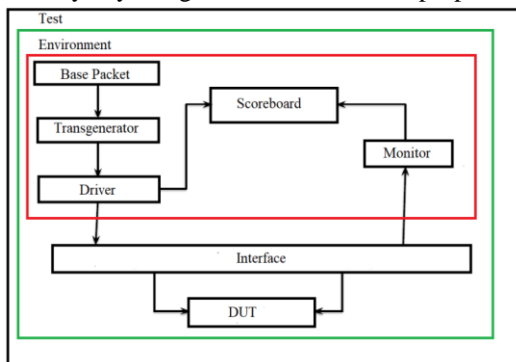 Test
Environment
Base Packet
Scoreboard
Transgenerator
Monitor
Driver
Interface
DUT